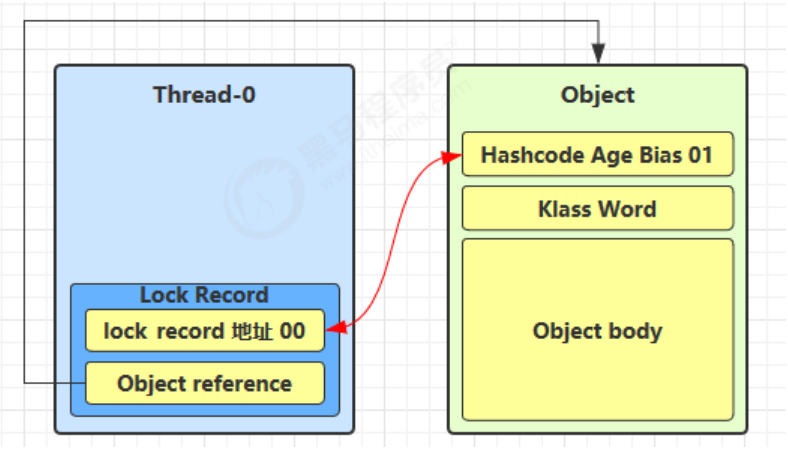 Thread-0
Lock Record
lock record 地址 00
Object reference
Object
Hashcode Age Bias 01
Klass Word
Object body
黑马程序员
www.itheima.com